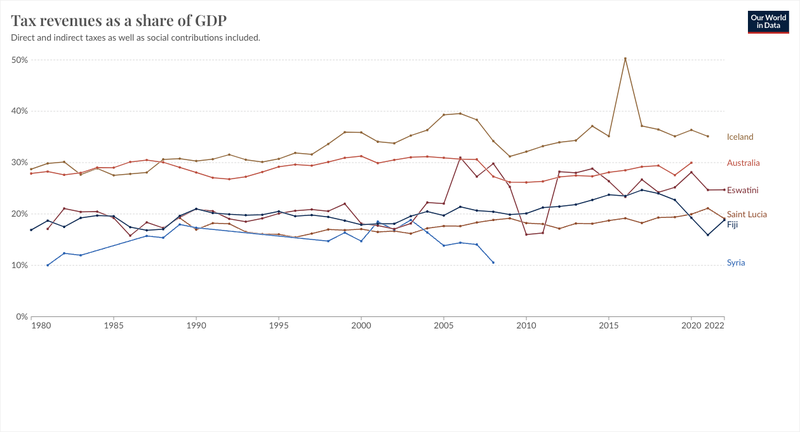 Tax revenues as a share of GDP
Direct and indirect taxes as well as social contributions included.
Our World
in Data
50%
40%
30%
20%
10%
0%
Iceland
Australia
Eswatini
Saint Lucia
Fiji
Syria
1980 1985 1990 1995 2000 2005 2010 2015 2020 2022